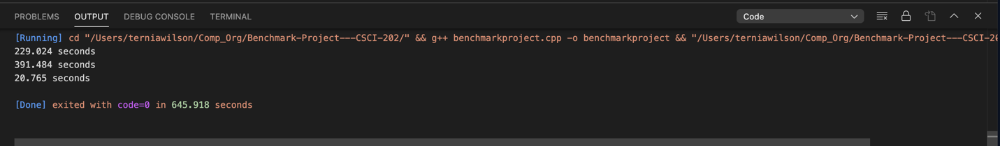 PROBLEMS OUTPUT DEBUG CONSOLE TERMINAL Code
[Running] cd "/Users/terniawilson/Comp_Org/Benchmark-Project---CSCI-202/" && g++ benchmarkproject.cpp -o benchmarkproject && "/Users/terniawilson/Comp_Org/Benchmark-Project---CSCI-20
229.024 seconds
391.484 seconds
20.765 seconds
[Done] exited with code=0 in 645.918 seconds